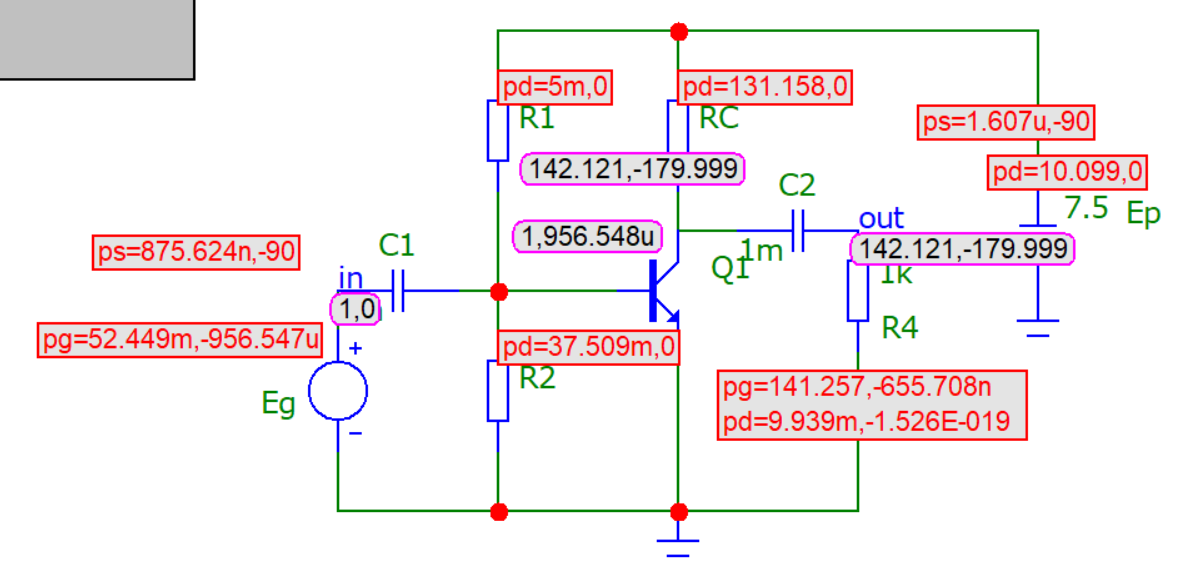 pd=5m,0
pd=131.158,0
R1
RC
ps=1.607u,-90
142.121,-179.999
pd=10.099,0
C2
7.5
Ep
out
1,956.548u
ps=875.624n,-90
C1
1m
142.121,-179.999
Q1
in
1k
1,0
R4
pg=52.449m,-956.547u
+
pd=37.509m,0
R2
pg=141.257,-655.708n
Eg
pd=9.939m,-1.526E-019
−